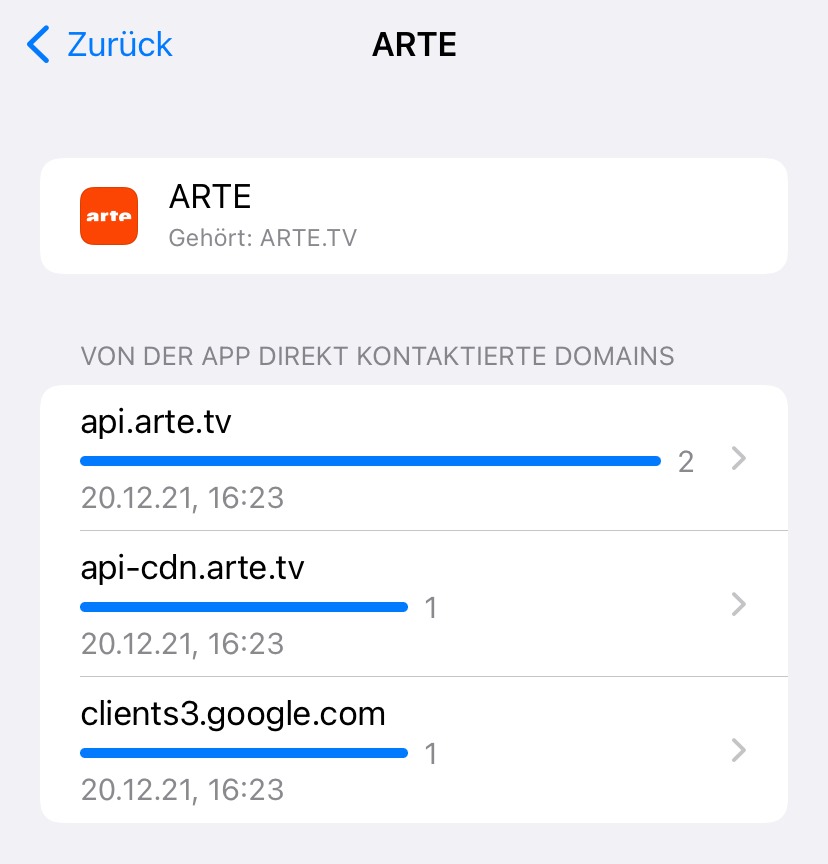 Zurück
ARTE
arte
ARTE
Gehört: ARTE.TV
VON DER APP DIREKT KONTAKTIERTE DOMAINS
api.arte.tv
2
20.12.21, 16:23
api-cdn.arte.tv
1
20.12.21, 16:23
clients3.google.com
1
20.12.21, 16:23